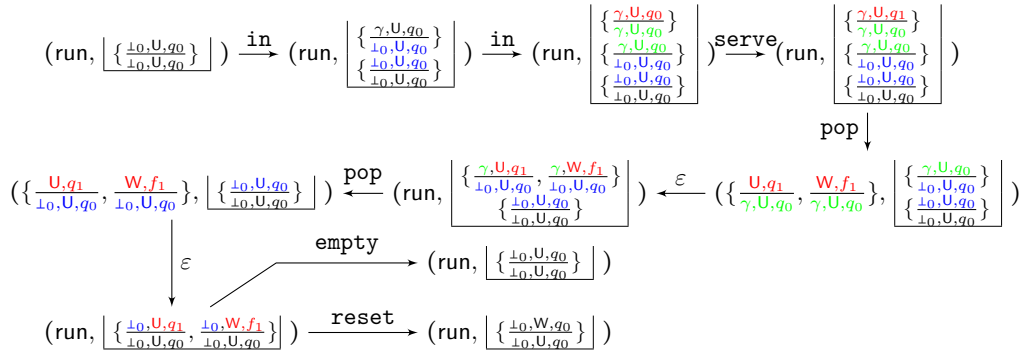 (run, ⌊{⊥₀,U,q₀ / ⊥₀,U,q₀}⌋) in (run, ⌊{γ,U,q₀ / ⊥₀,U,q₀} {⊥₀,U,q₀ / ⊥₀,U,q₀}⌋) in (run, ⌊{γ,U,q₀ / γ,U,q₀} {γ,U,q₀ / ⊥₀,U,q₀} {⊥₀,U,q₀ / ⊥₀,U,q₀}⌋) serve (run, ⌊{γ,U,q₁ / γ,U,q₀} {γ,U,q₀ / ⊥₀,U,q₀} {⊥₀,U,q₀ / ⊥₀,U,q₀}⌋)
pop
({U,q₁ / ⊥₀,U,q₀, W,f₁ / ⊥₀,U,q₀}, ⌊{⊥₀,U,q₀ / ⊥₀,U,q₀}⌋) pop (run, ⌊{γ,U,q₁ / ⊥₀,U,q₀, γ,W,f₁ / ⊥₀,U,q₀} {⊥₀,U,q₀ / ⊥₀,U,q₀}⌋) ε ({U,q₁ / γ,U,q₀, W,f₁ / γ,U,q₀}, ⌊{γ,U,q₀ / ⊥₀,U,q₀} {⊥₀,U,q₀ / ⊥₀,U,q₀}⌋)
ε empty (run, ⌊{⊥₀,U,q₀ / ⊥₀,U,q₀}⌋)
(run, ⌊{⊥₀,U,q₁ / ⊥₀,U,q₀, ⊥₀,W,f₁ / ⊥₀,U,q₀}⌋) reset (run, ⌊{⊥₀,W,q₀ / ⊥₀,U,q₀}⌋)